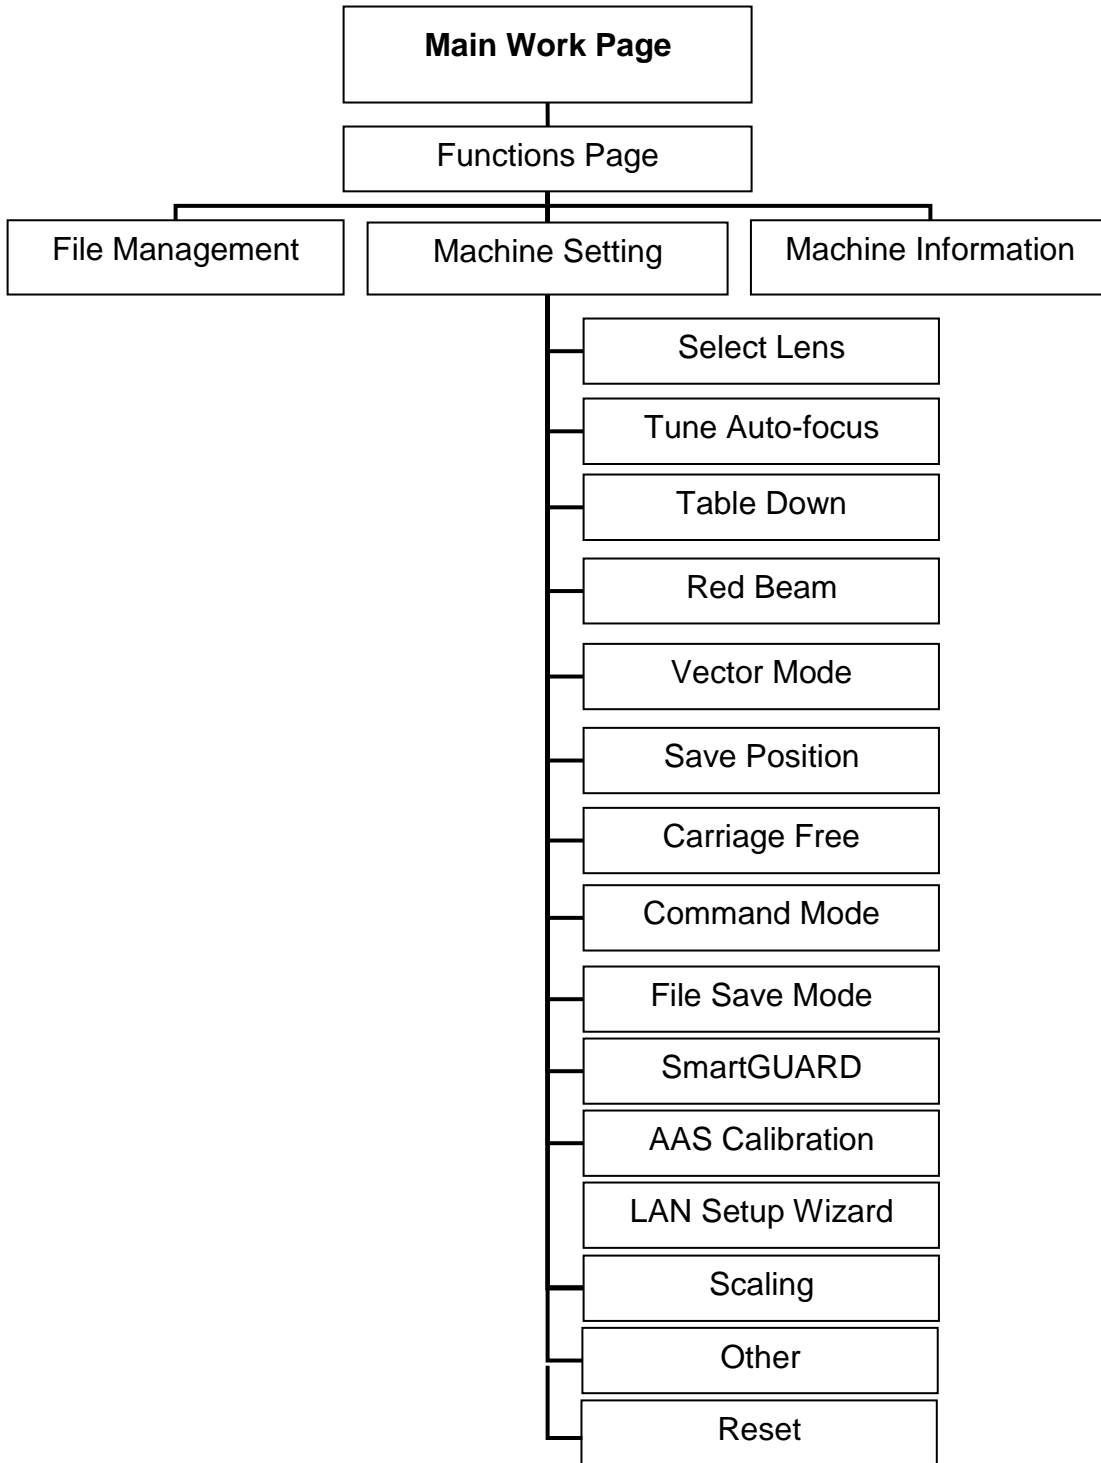 Main Work Page
Functions Page
File Management
Machine Setting
Machine Information
Select Lens
Tune Auto-focus
Table Down
Red Beam
Vector Mode
Save Position
Carriage Free
Command Mode
File Save Mode
SmartGUARD
AAS Calibration
LAN Setup Wizard
Scaling
Other
Reset